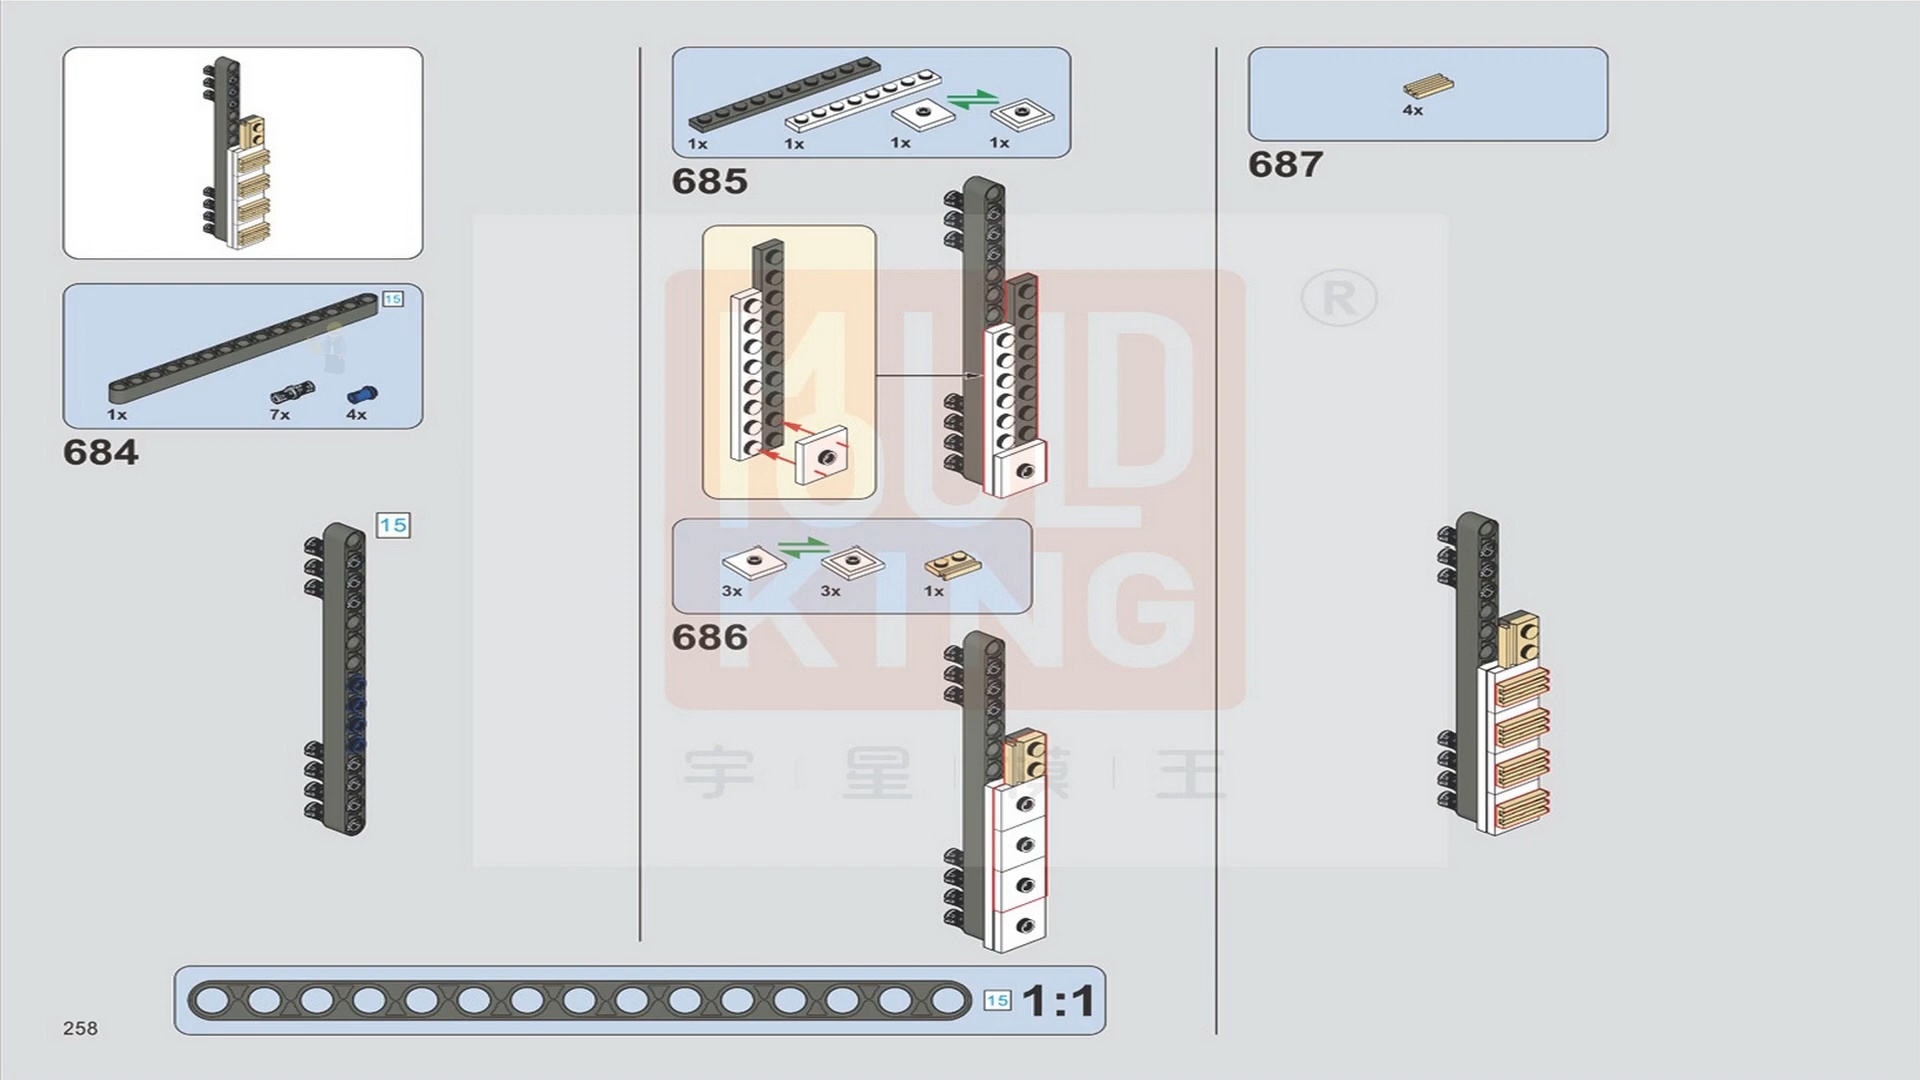 15
1x
7x
4x
684
15
1x
1x
1x
1x
685
3x
3x
1x
686
4x
687
MOULD
KING
®
宇 | 星 | 模 | 王
15
1:1
258